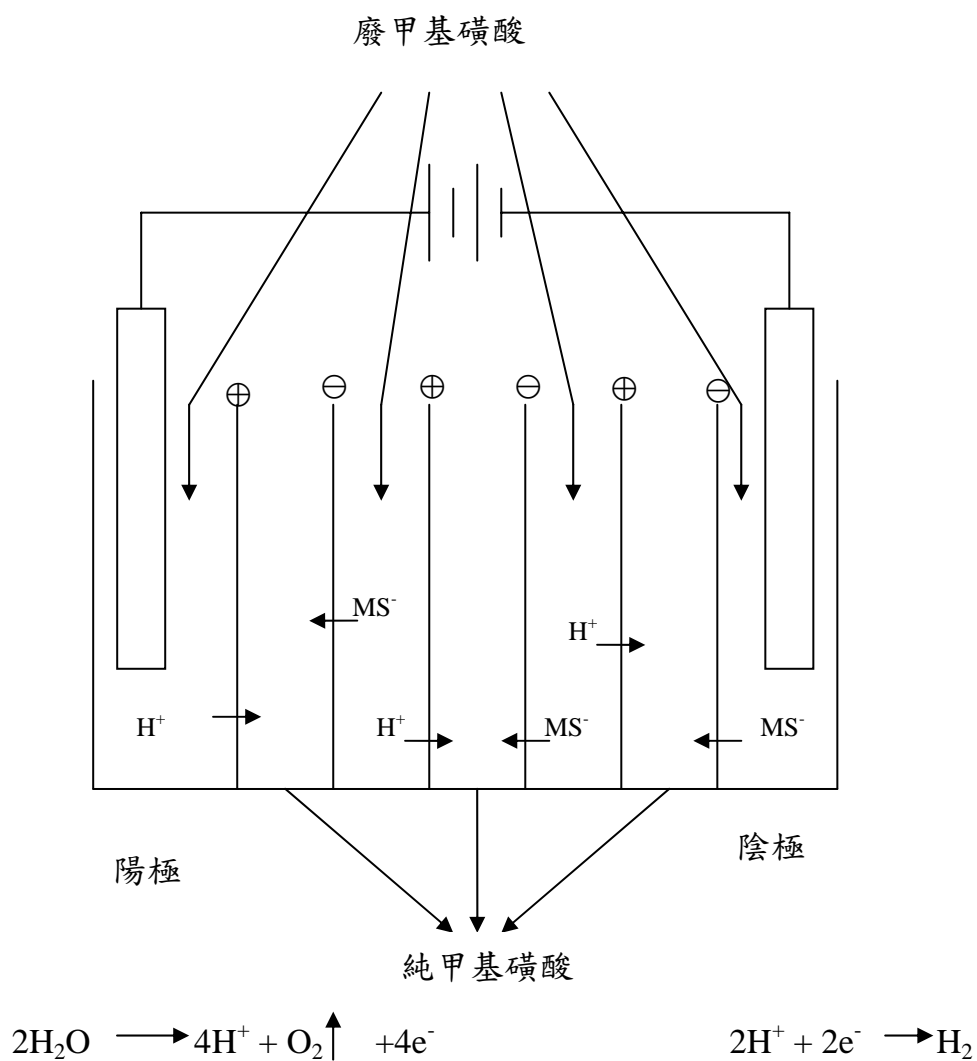 廢甲基磺酸
⊕ ⊖ ⊕ ⊖ ⊕ ⊖
MS⁻
H⁺
H⁺ H⁺ MS⁻ MS⁻
陽極 陰極
純甲基磺酸
2H₂O → 4H⁺ + O₂↑ +4e⁻ 2H⁺ + 2e⁻ → H₂